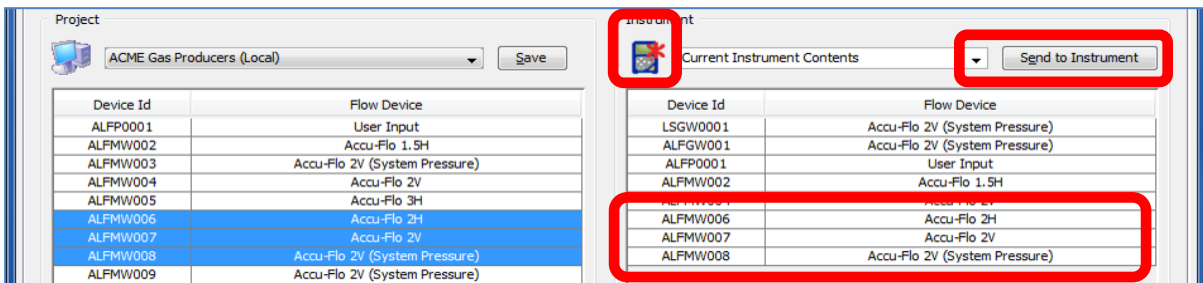 Project
ACME Gas Producers (Local)
Save
Device Id Flow Device
ALFP0001 User Input
ALFMW002 Accu-Flo 1.5H
ALFMW003 Accu-Flo 2V (System Pressure)
ALFMW004 Accu-Flo 2V
ALFMW005 Accu-Flo 3H
ALFMW006 Accu-Flo 2H
ALFMW007 Accu-Flo 2V
ALFMW008 Accu-Flo 2V (System Pressure)
ALFMW009 Accu-Flo 2V (System Pressure)
Instrument
Current Instrument Contents
Send to Instrument
Device Id Flow Device
LSGW0001 Accu-Flo 2V (System Pressure)
ALFGW001 Accu-Flo 2V (System Pressure)
ALFP0001 User Input
ALFMW002 Accu-Flo 1.5H
ALFMW006 Accu-Flo 2H
ALFMW007 Accu-Flo 2V
ALFMW008 Accu-Flo 2V (System Pressure)